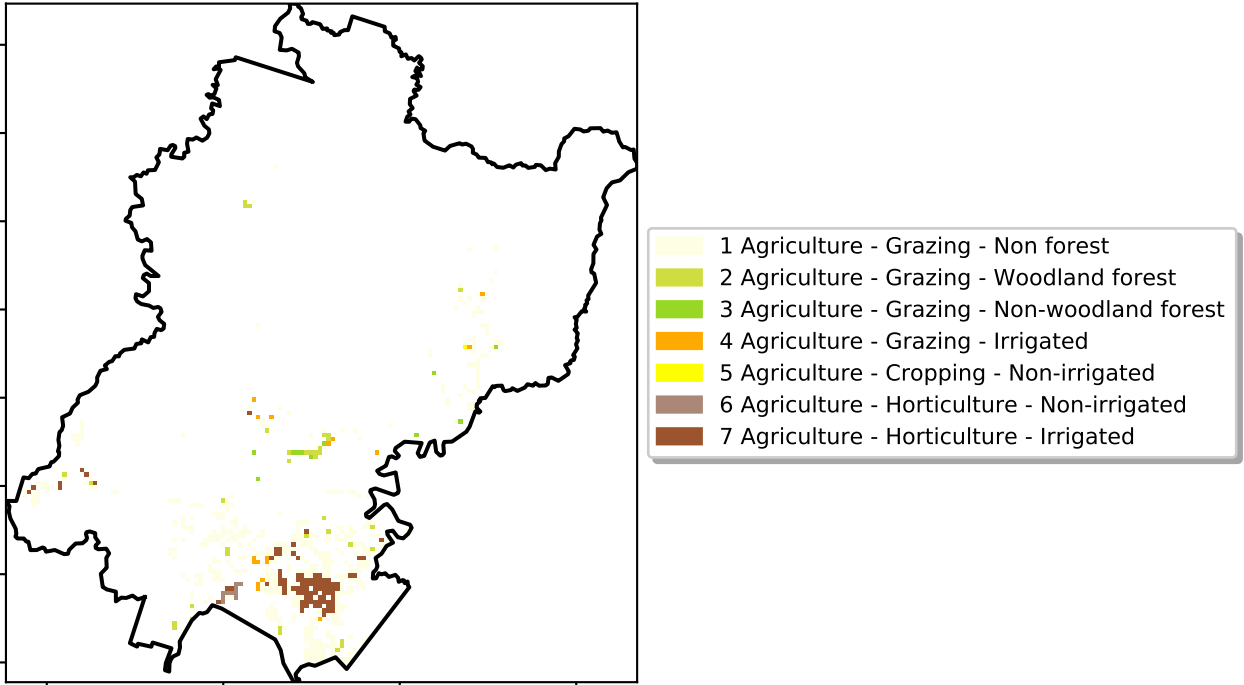 1 Agriculture - Grazing - Non forest
2 Agriculture - Grazing - Woodland forest
3 Agriculture - Grazing - Non-woodland forest
4 Agriculture - Grazing - Irrigated
5 Agriculture - Cropping - Non-irrigated
6 Agriculture - Horticulture - Non-irrigated
7 Agriculture - Horticulture - Irrigated